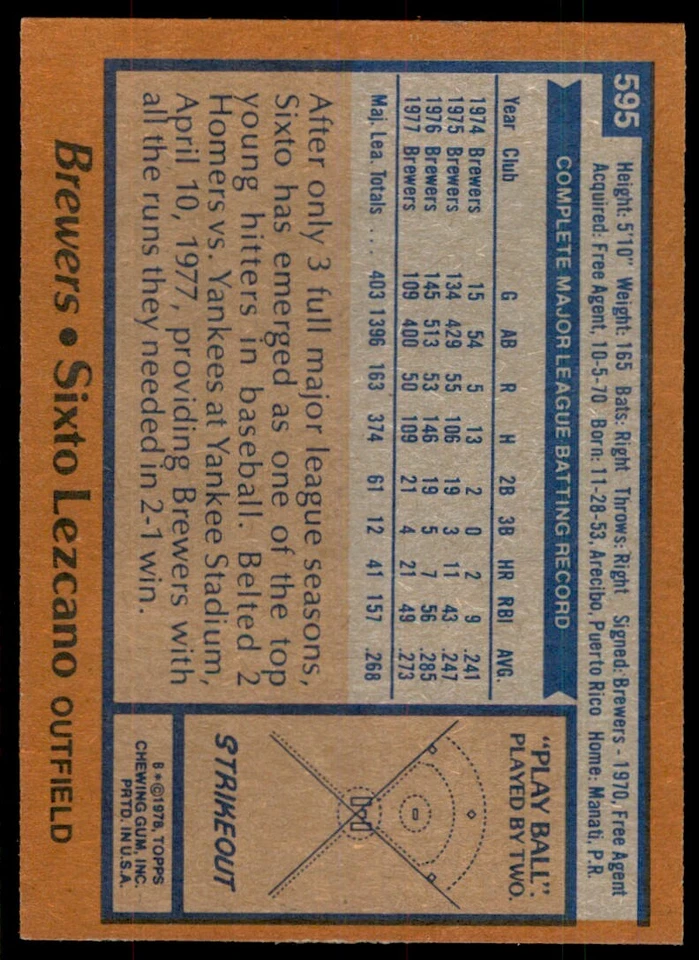 595
Height: 5'10" Weight: 165 Bats: Right Throws: Right Signed: Brewers - 1970, Free Agent
Acquired: Free Agent, 10-5-70 Born: 11-28-53, Arecibo, Puerto Rico Home: Manati, P.R.
COMPLETE MAJOR LEAGUE BATTING RECORD
Year Club G AB R H 2B 3B HR RBI AVG.
1974 Brewers 15 54 5 13 2 0 2 9 .241
1975 Brewers 134 429 55 106 19 3 11 43 .247
1976 Brewers 145 513 53 146 19 5 7 56 .285
1977 Brewers 109 400 50 109 21 4 21 49 .273
Maj. Lea. Totals . . . 403 1396 163 374 61 12 41 157 .268
After only 3 full major league seasons,
Sixto has emerged as one of the top
young hitters in baseball. Belted 2
Homers vs. Yankees at Yankee Stadium,
April 10, 1977, providing Brewers with
all the runs they needed in 2-1 win.
"PLAY BALL".
PLAYED BY TWO.
STRIKEOUT
B*©1978, TOPPS
CHEWING GUM, INC.
PRTD. IN U.S.A.
Brewers • Sixto Lezcano OUTFIELD